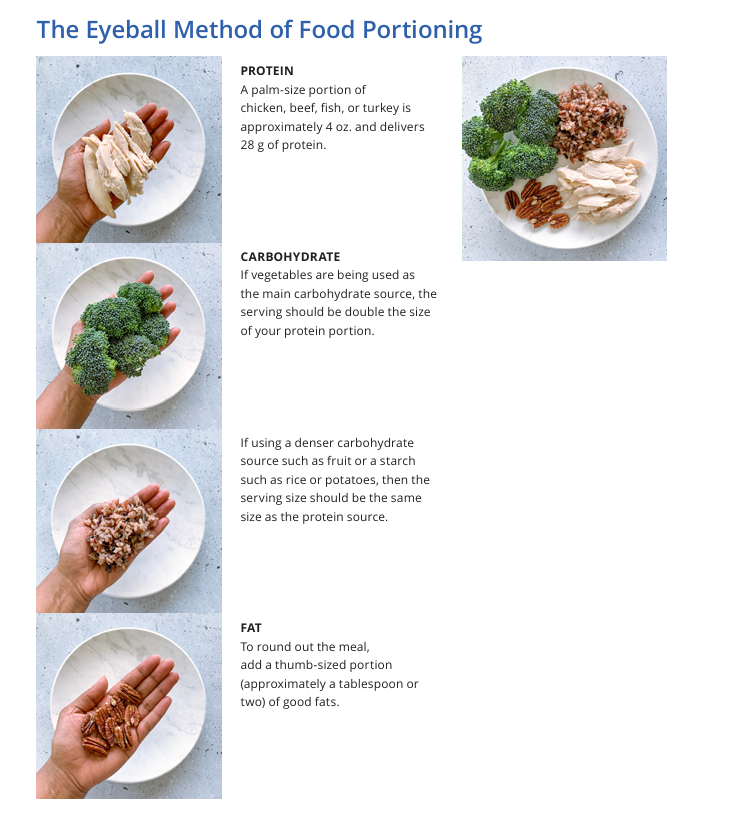 The Eyeball Method of Food Portioning
PROTEIN
A palm-size portion of
chicken, beef, fish, or turkey is
approximately 4 oz. and delivers
28 g of protein.
CARBOHYDRATE
If vegetables are being used as
the main carbohydrate source, the
serving should be double the size
of your protein portion.
If using a denser carbohydrate
source such as fruit or a starch
such as rice or potatoes, then the
serving size should be the same
size as the protein source.
FAT
To round out the meal,
add a thumb-sized portion
(approximately a tablespoon or
two) of good fats.